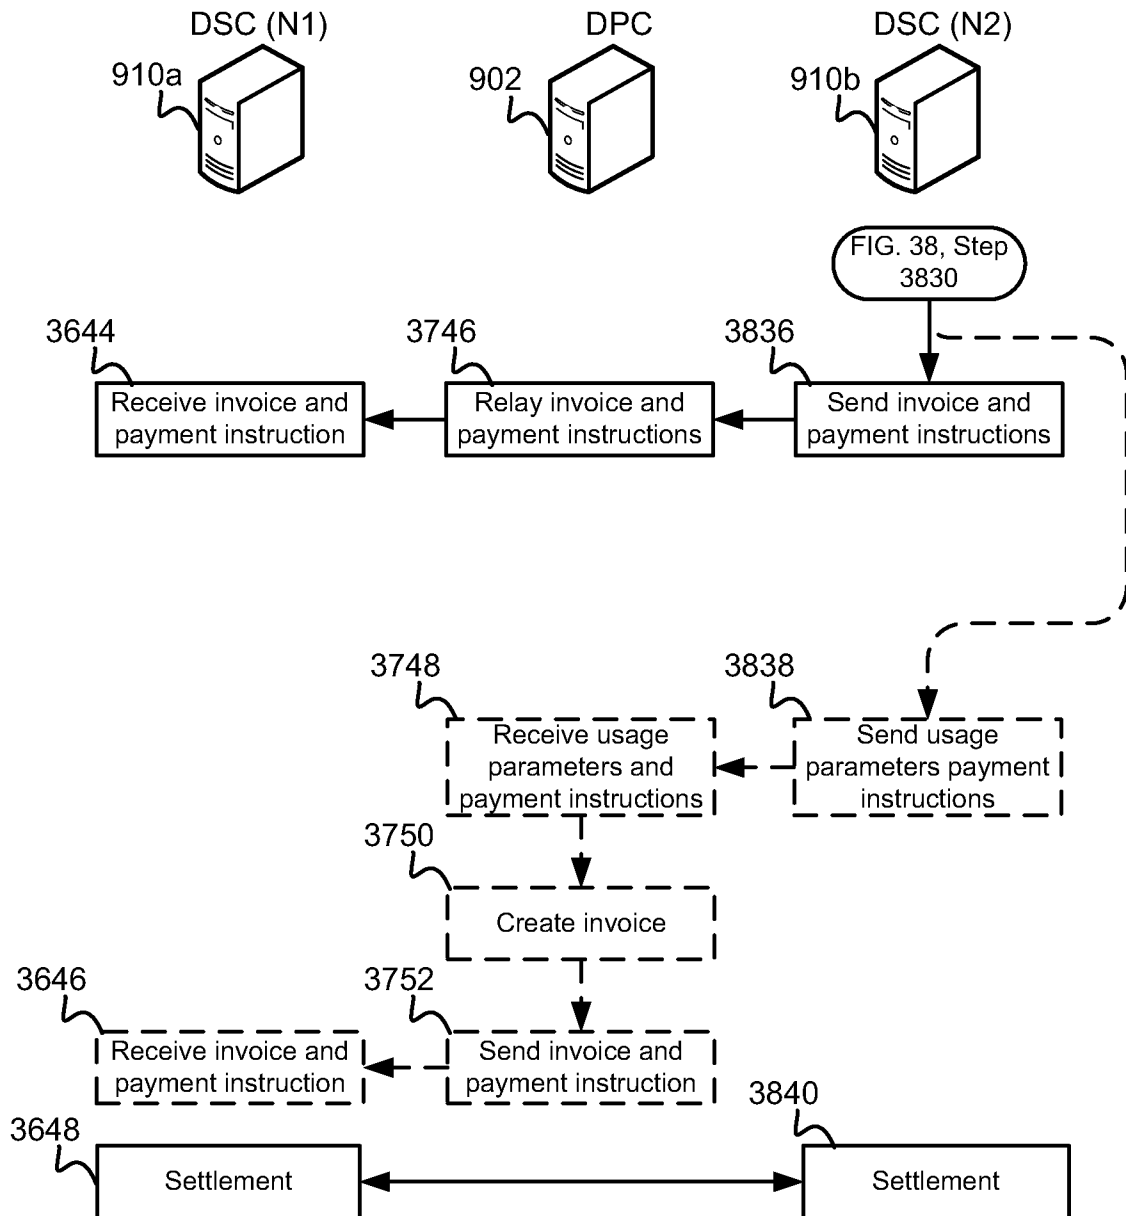 DSC (N1)
DPC
DSC (N2)
910a
902
910b
FIG. 38, Step
3830
3644
3746
3836
Receive invoice and
payment instruction
Relay invoice and
payment instructions
Send invoice and
payment instructions
3748
3838
Receive usage
parameters and
payment instructions
Send usage
parameters payment
instructions
3750
Create invoice
3646
3752
Receive invoice and
payment instruction
Send invoice and
payment instruction
3648
3840
Settlement
Settlement